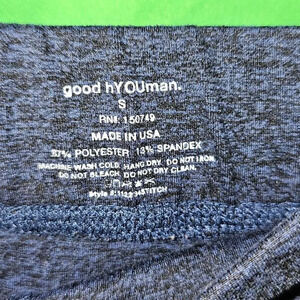 good hYOUman.
S
RN#: 150749
MADE IN USA
87% POLYESTER 13% SPANDEX
MACHINE WASH COLD. HANG DRY. DO NOT IRON.
DO NOT BLEACH. DO NOT DRY CLEAN.
Style #: